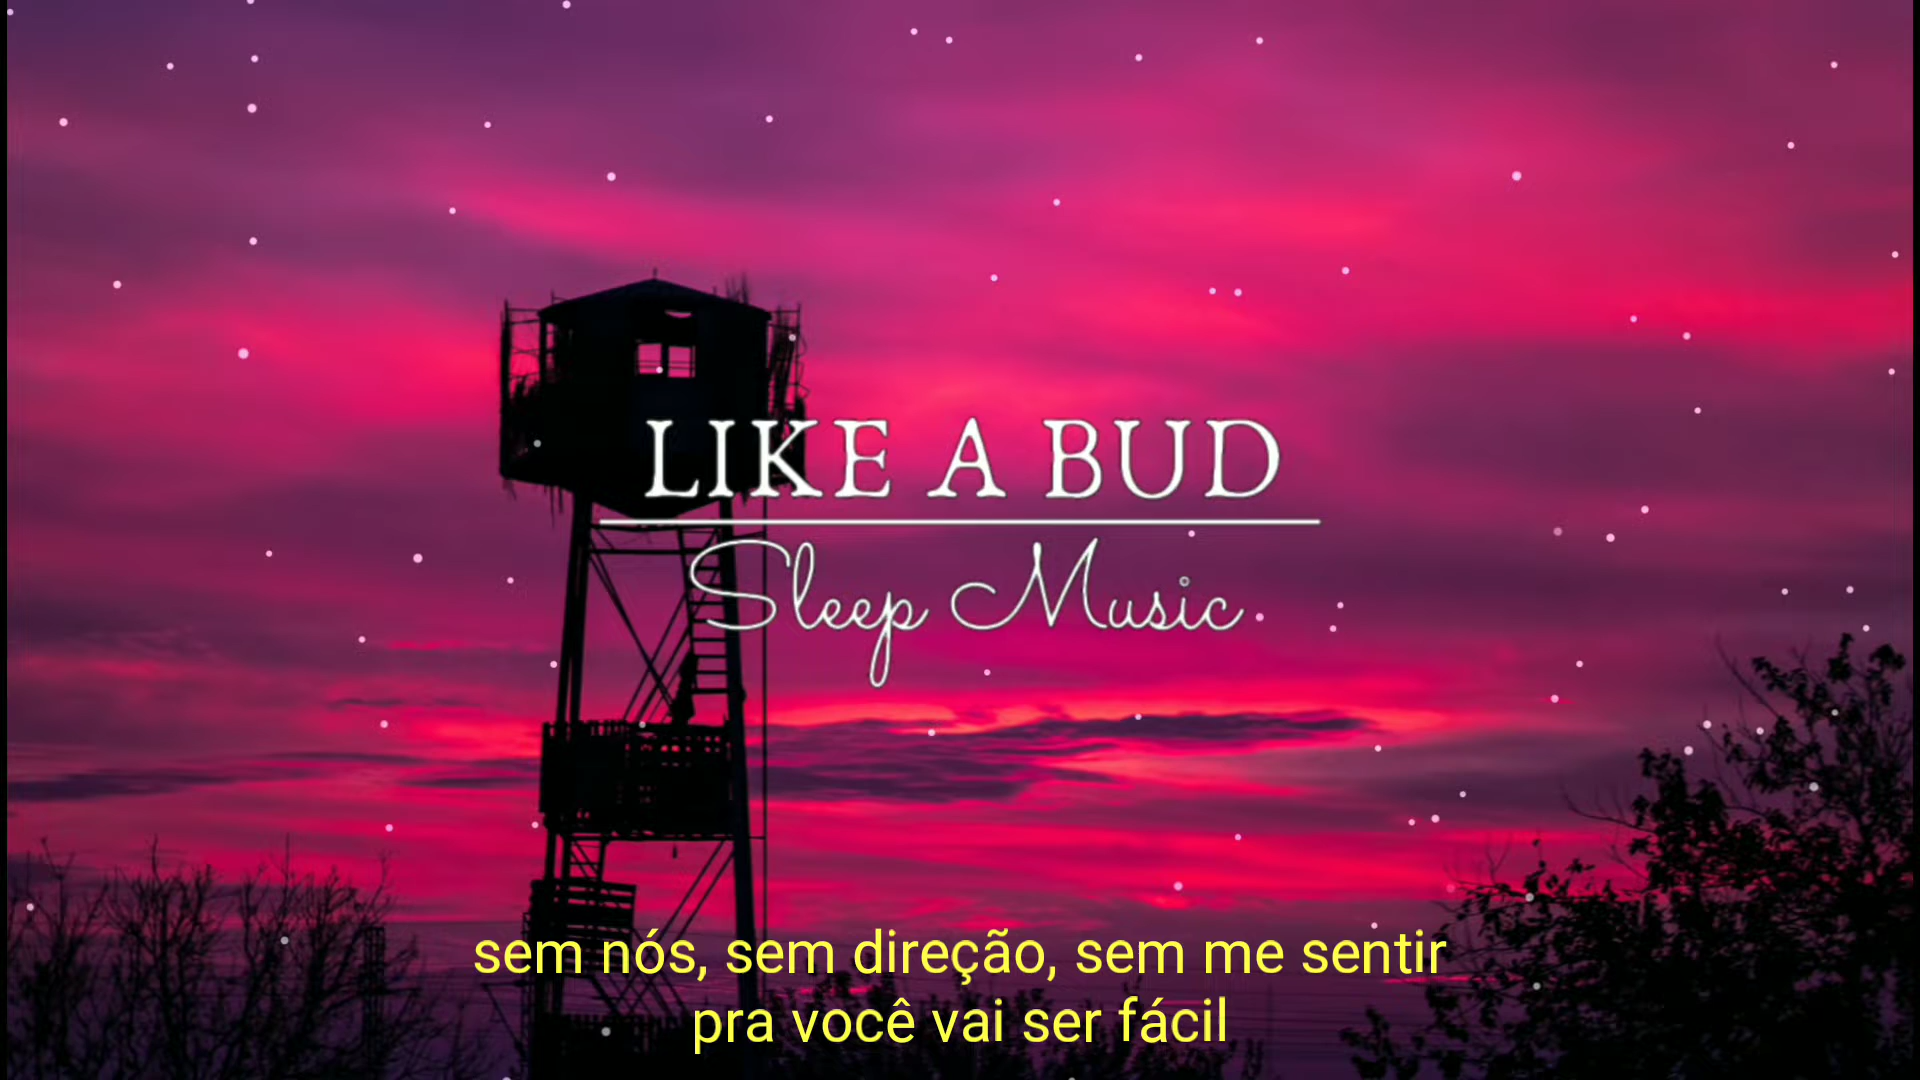 LIKE A BUD
Sleep Music
sem nós, sem direção, sem me sentir
pra você vai ser fácil